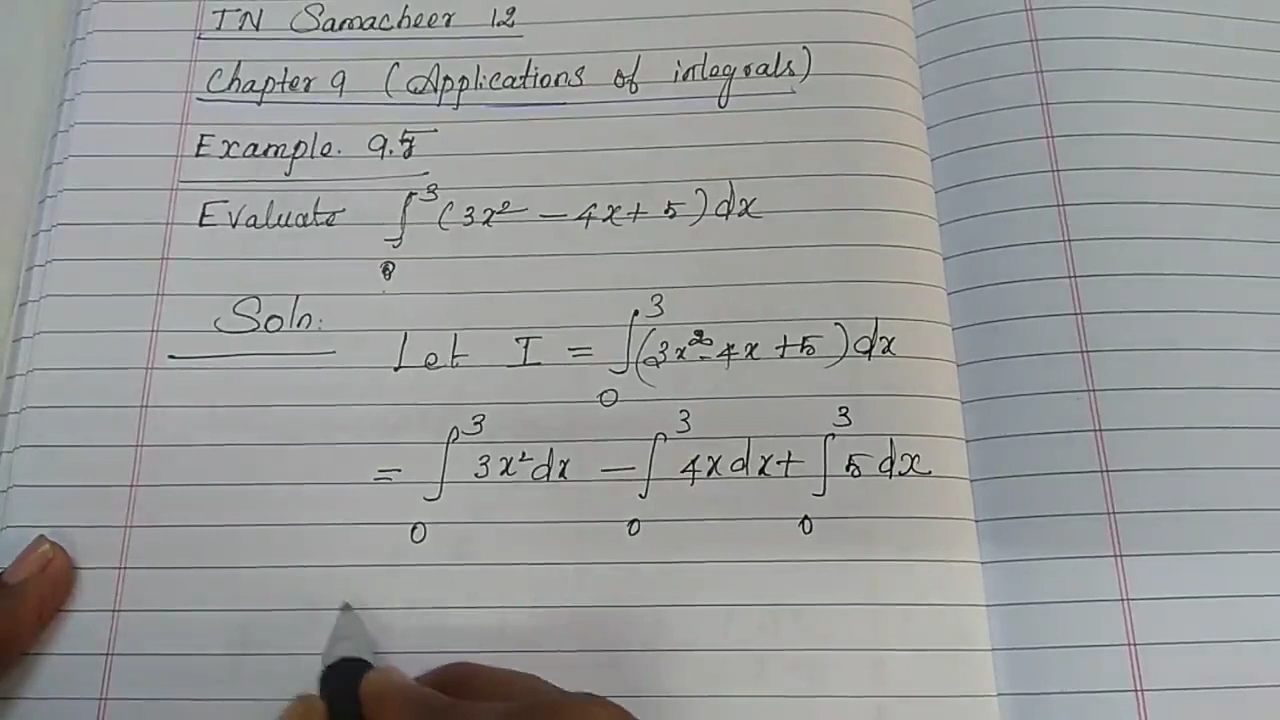 TN Samacheer 12
Chapter 9 (Applications of integrals)
Example. 9.5
Evaluate ∫₀³ (3x² − 4x + 5) dx
Soln:
Let I = ∫₀³ (3x² - 4x + 5) dx
= ∫₀³ 3x² dx − ∫₀³ 4x dx + ∫₀³ 5 dx